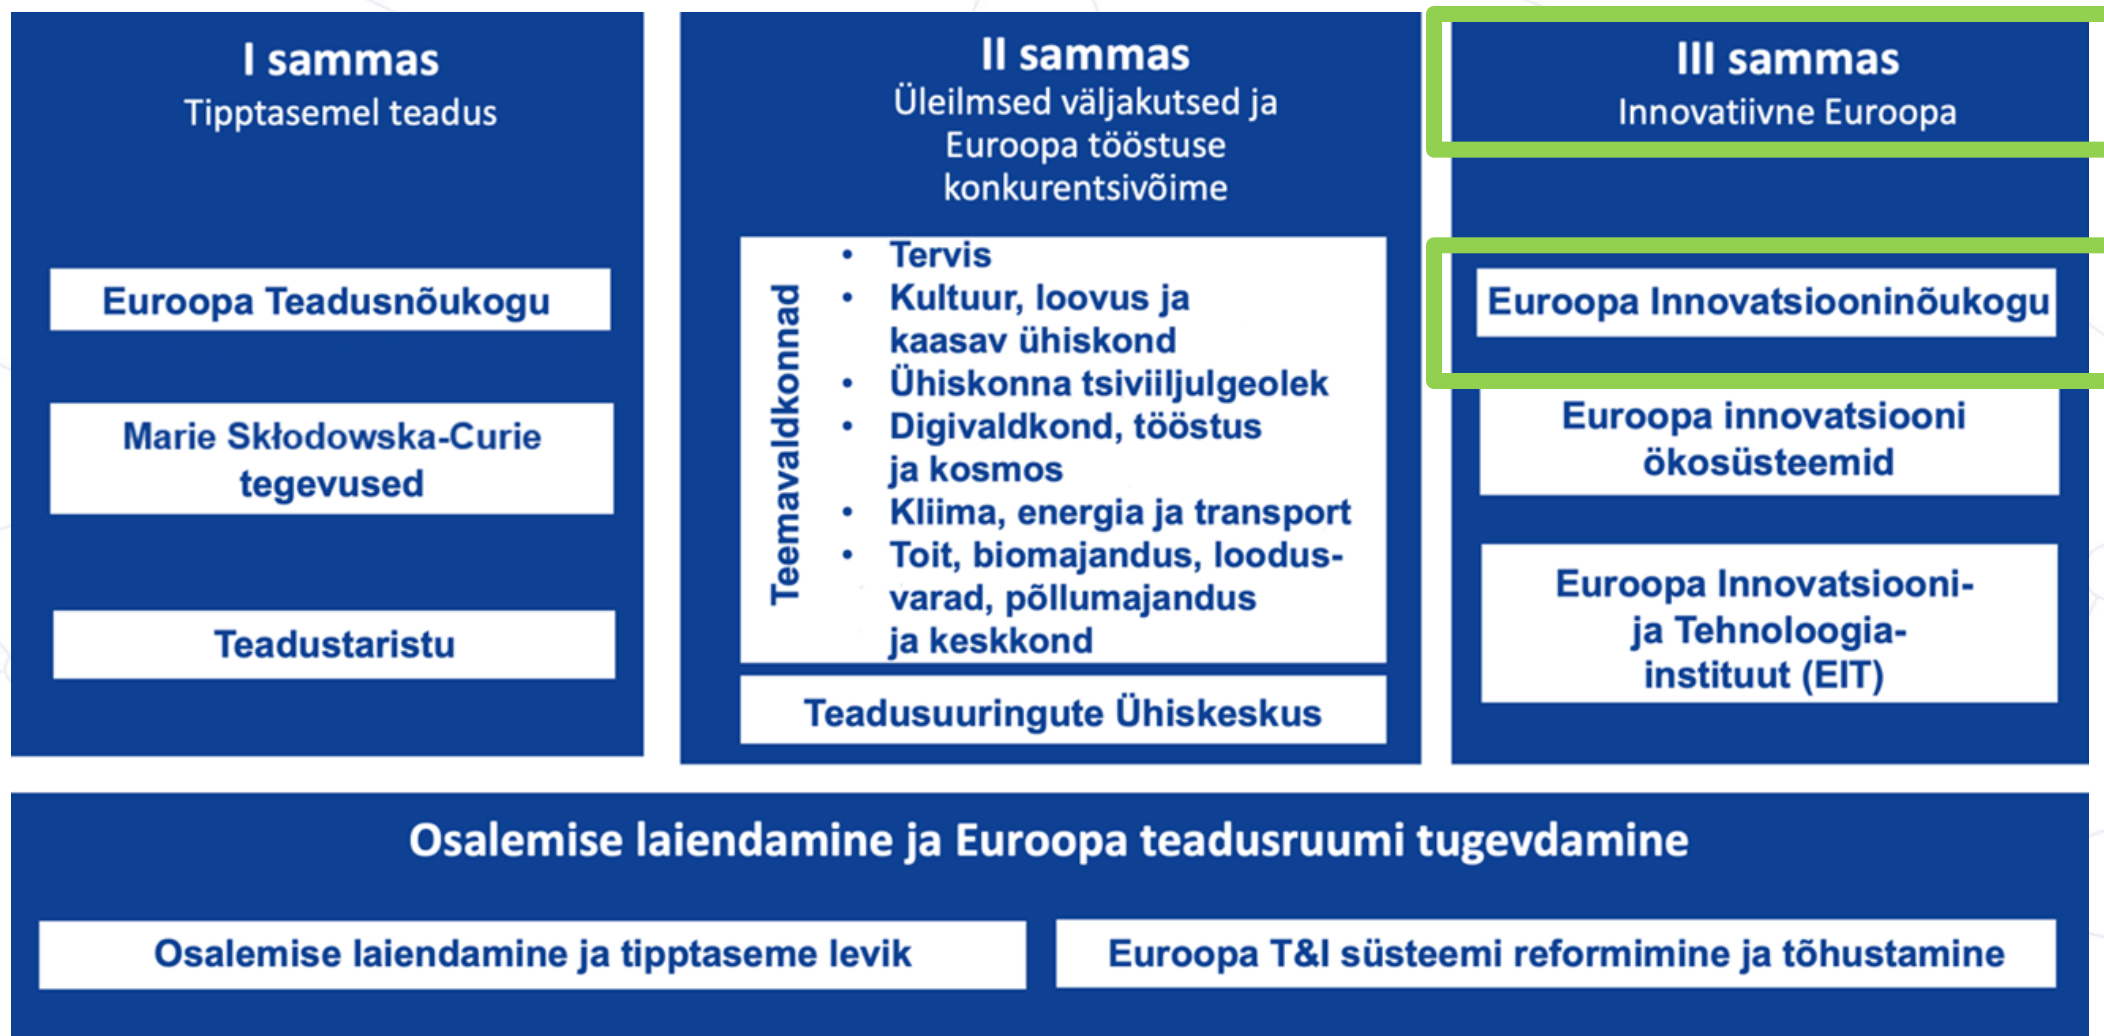 I sammas
Tipptasemel teadus
Euroopa Teadusnõukogu
Marie Skłodowska-Curie
tegevused
Teadustaristu
II sammas
Üleilmsed väljakutsed ja
Euroopa tööstuse
konkurentsivõime
Teemavaldkonnad
• Tervis
• Kultuur, loovus ja
kaasav ühiskond
• Ühiskonna tsiviiljulgeolek
• Digivaldkond, tööstus
ja kosmos
• Kliima, energia ja transport
• Toit, biomajandus, loodus-
varad, põllumajandus
ja keskkond
Teadusuuringute Ühiskeskus
III sammas
Innovatiivne Euroopa
Euroopa Innovatsiooninõukogu
Euroopa innovatsiooni
ökosüsteemid
Euroopa Innovatsiooni-
ja Tehnoloogia-
instituut (EIT)
Osalemise laiendamine ja Euroopa teadusruumi tugevdamine
Osalemise laiendamine ja tipptaseme levik
Euroopa T&I süsteemi reformimine ja tõhustamine